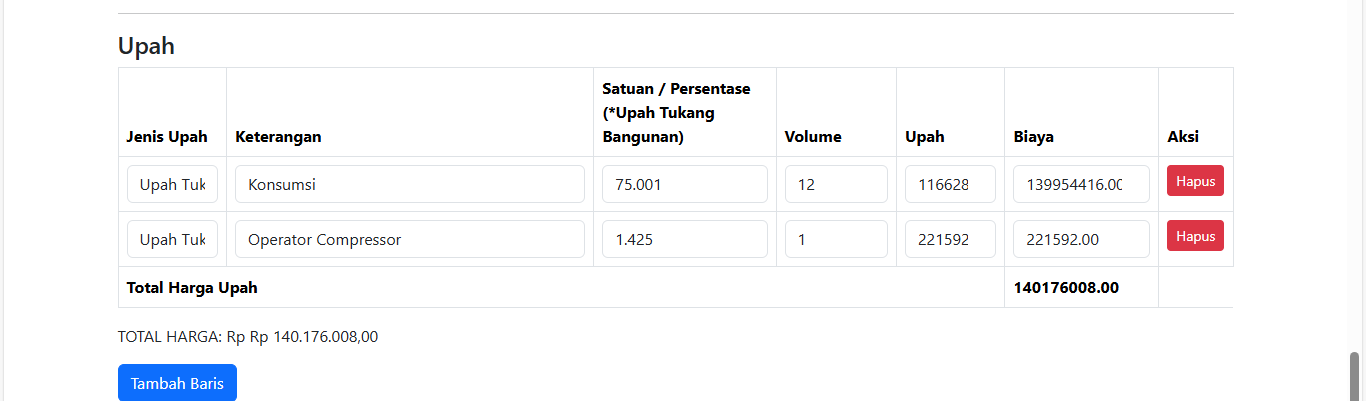 Upah
Jenis Upah Keterangan Satuan / Persentase (*Upah Tukang Bangunan) Volume Upah Biaya Aksi
Upah Tuk Konsumsi 75.001 12 116628 139954416.00 Hapus
Upah Tuk Operator Compressor 1.425 1 221592 221592.00 Hapus
Total Harga Upah 140176008.00
TOTAL HARGA: Rp Rp 140.176.008,00
Tambah Baris